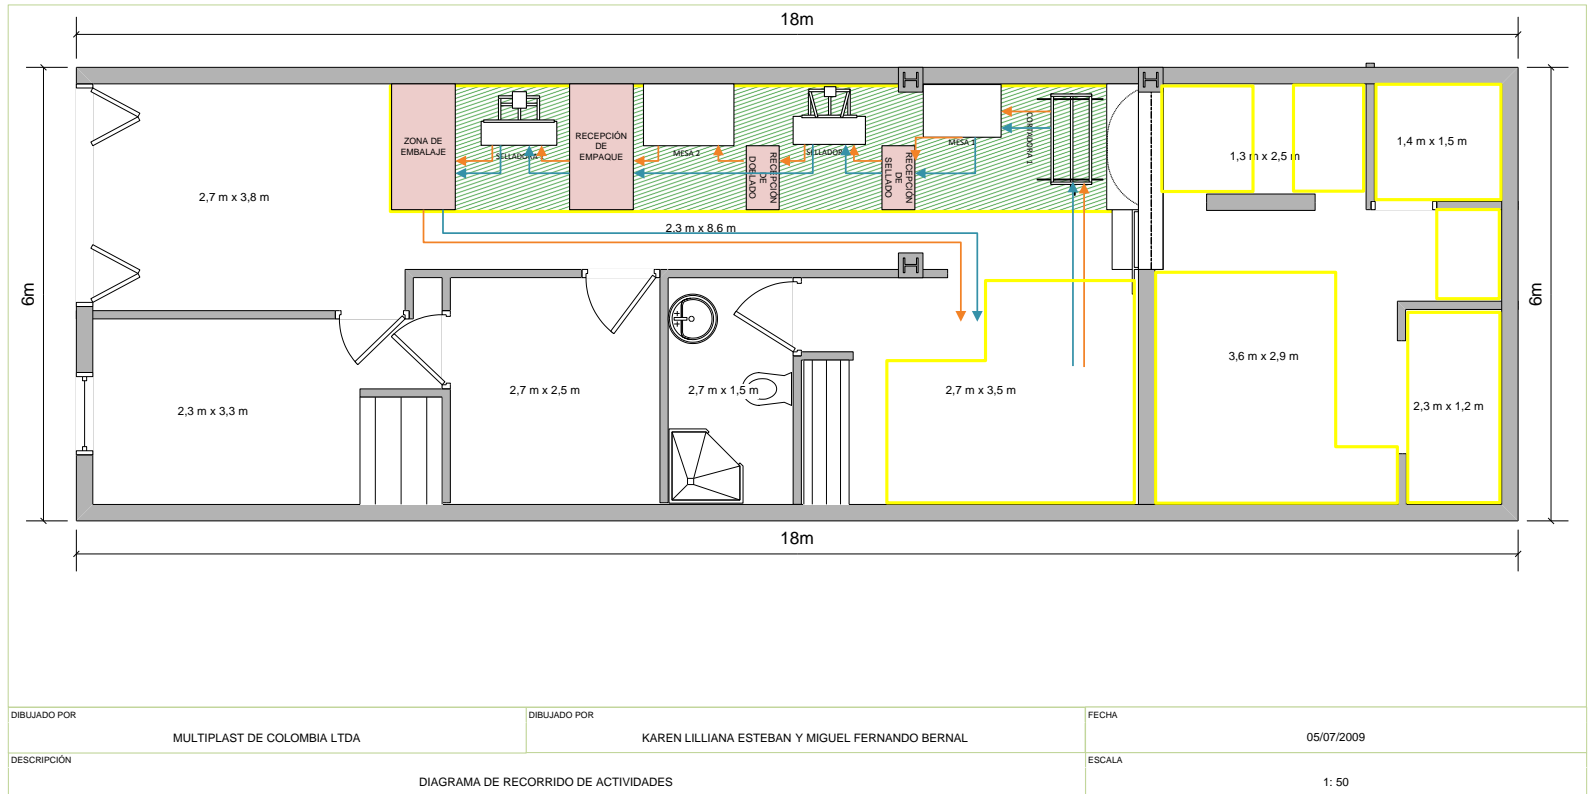 18m
6m
6m
ZONA DE
EMBALAJE
SELLADORA
RECEPCIÓN
DE
EMPAQUE
MESA 2
RECEPCIÓN
DE
DOBLADO
SELLADORA
RECEPCIÓN
DE
SELLADO
MESA 1
CORTADORA 1
1,3 m x 2,5 m
1,4 m x 1,5 m
2,7 m x 3,8 m
2.3 m x 8.6 m
3,6 m x 2,9 m
2,7 m x 2,5 m
2,7 m x 1,5 m
2,7 m x 3,5 m
2,3 m x 3,3 m
2,3 m x 1,2 m
18m
DIBUJADO POR
MULTIPLAST DE COLOMBIA LTDA
DIBUJADO POR
KAREN LILLIANA ESTEBAN Y MIGUEL FERNANDO BERNAL
FECHA
05/07/2009
DESCRIPCIÓN
DIAGRAMA DE RECORRIDO DE ACTIVIDADES
ESCALA
1: 50